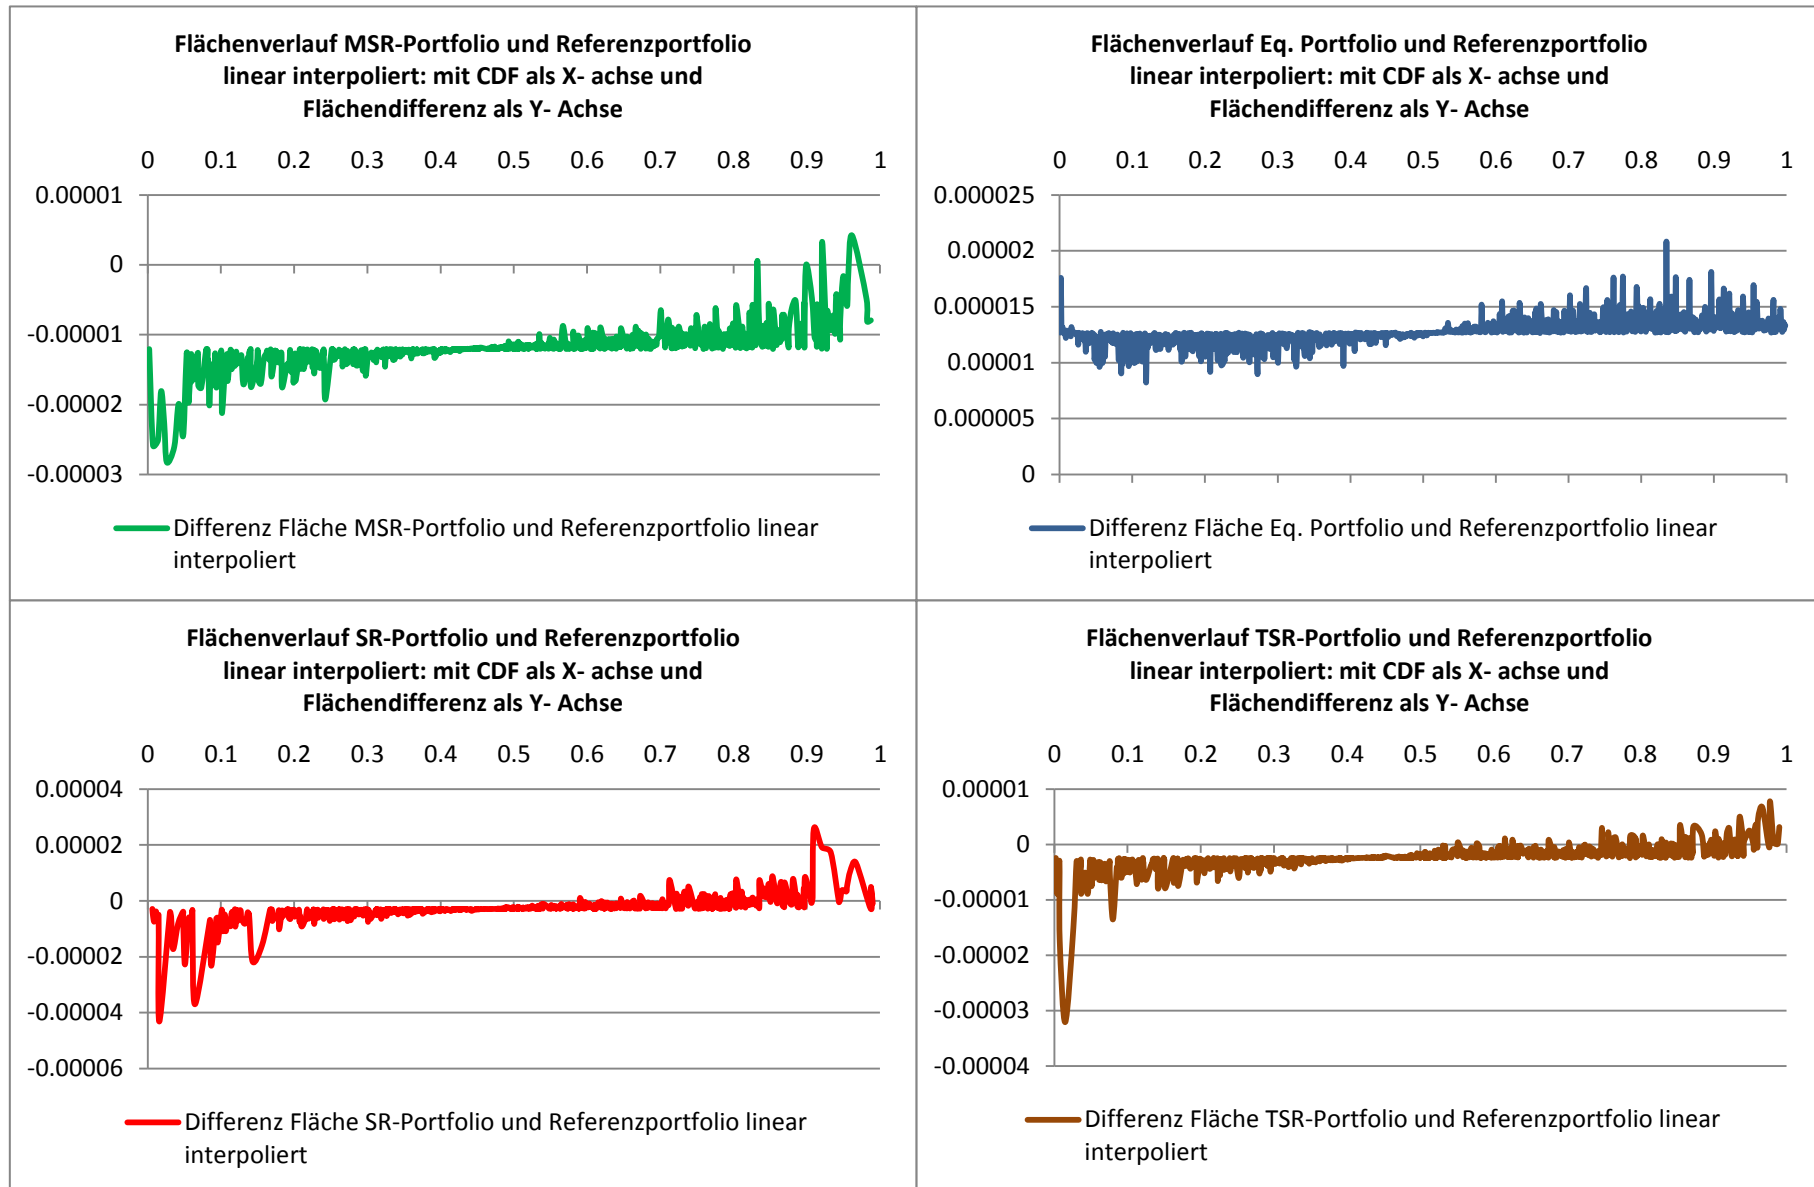 Flächenverlauf MSR-Portfolio und Referenzportfolio
linear interpoliert: mit CDF als X- achse und
Flächendifferenz als Y- Achse
0 0.1 0.2 0.3 0.4 0.5 0.6 0.7 0.8 0.9 1
0.00001
0
-0.00001
-0.00002
-0.00003
Differenz Fläche MSR-Portfolio und Referenzportfolio linear
interpoliert
Flächenverlauf Eq. Portfolio und Referenzportfolio
linear interpoliert: mit CDF als X- achse und
Flächendifferenz als Y- Achse
0 0.1 0.2 0.3 0.4 0.5 0.6 0.7 0.8 0.9 1
0.000025
0.00002
0.000015
0.00001
0.000005
0
Differenz Fläche Eq. Portfolio und Referenzportfolio linear
interpoliert
Flächenverlauf SR-Portfolio und Referenzportfolio
linear interpoliert: mit CDF als X- achse und
Flächendifferenz als Y- Achse
0 0.1 0.2 0.3 0.4 0.5 0.6 0.7 0.8 0.9 1
0.00004
0.00002
0
-0.00002
-0.00004
-0.00006
Differenz Fläche SR-Portfolio und Referenzportfolio linear
interpoliert
Flächenverlauf TSR-Portfolio und Referenzportfolio
linear interpoliert: mit CDF als X- achse und
Flächendifferenz als Y- Achse
0 0.1 0.2 0.3 0.4 0.5 0.6 0.7 0.8 0.9 1
0.00001
0
-0.00001
-0.00002
-0.00003
-0.00004
Differenz Fläche TSR-Portfolio und Referenzportfolio linear
interpoliert